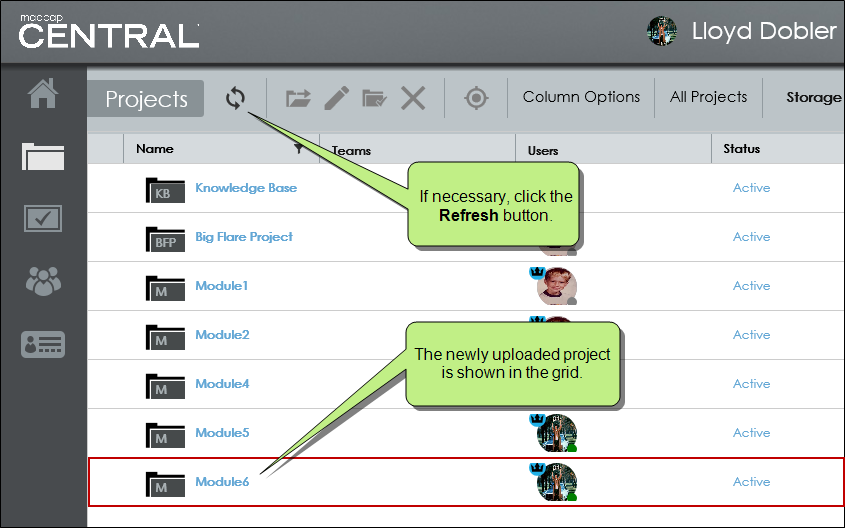 madcap
CENTRAL
Lloyd Dobler
Projects
Column Options
All Projects
Storage
Name
Teams
Users
Status
KB
Knowledge Base
Active
If necessary, click the
Refresh button.
BFP
Big Flare Project
Active
M
Module1
Active
M
Module2
Active
The newly uploaded project
is shown in the grid.
M
Module4
Active
M
Module5
Active
M
Module6
Active